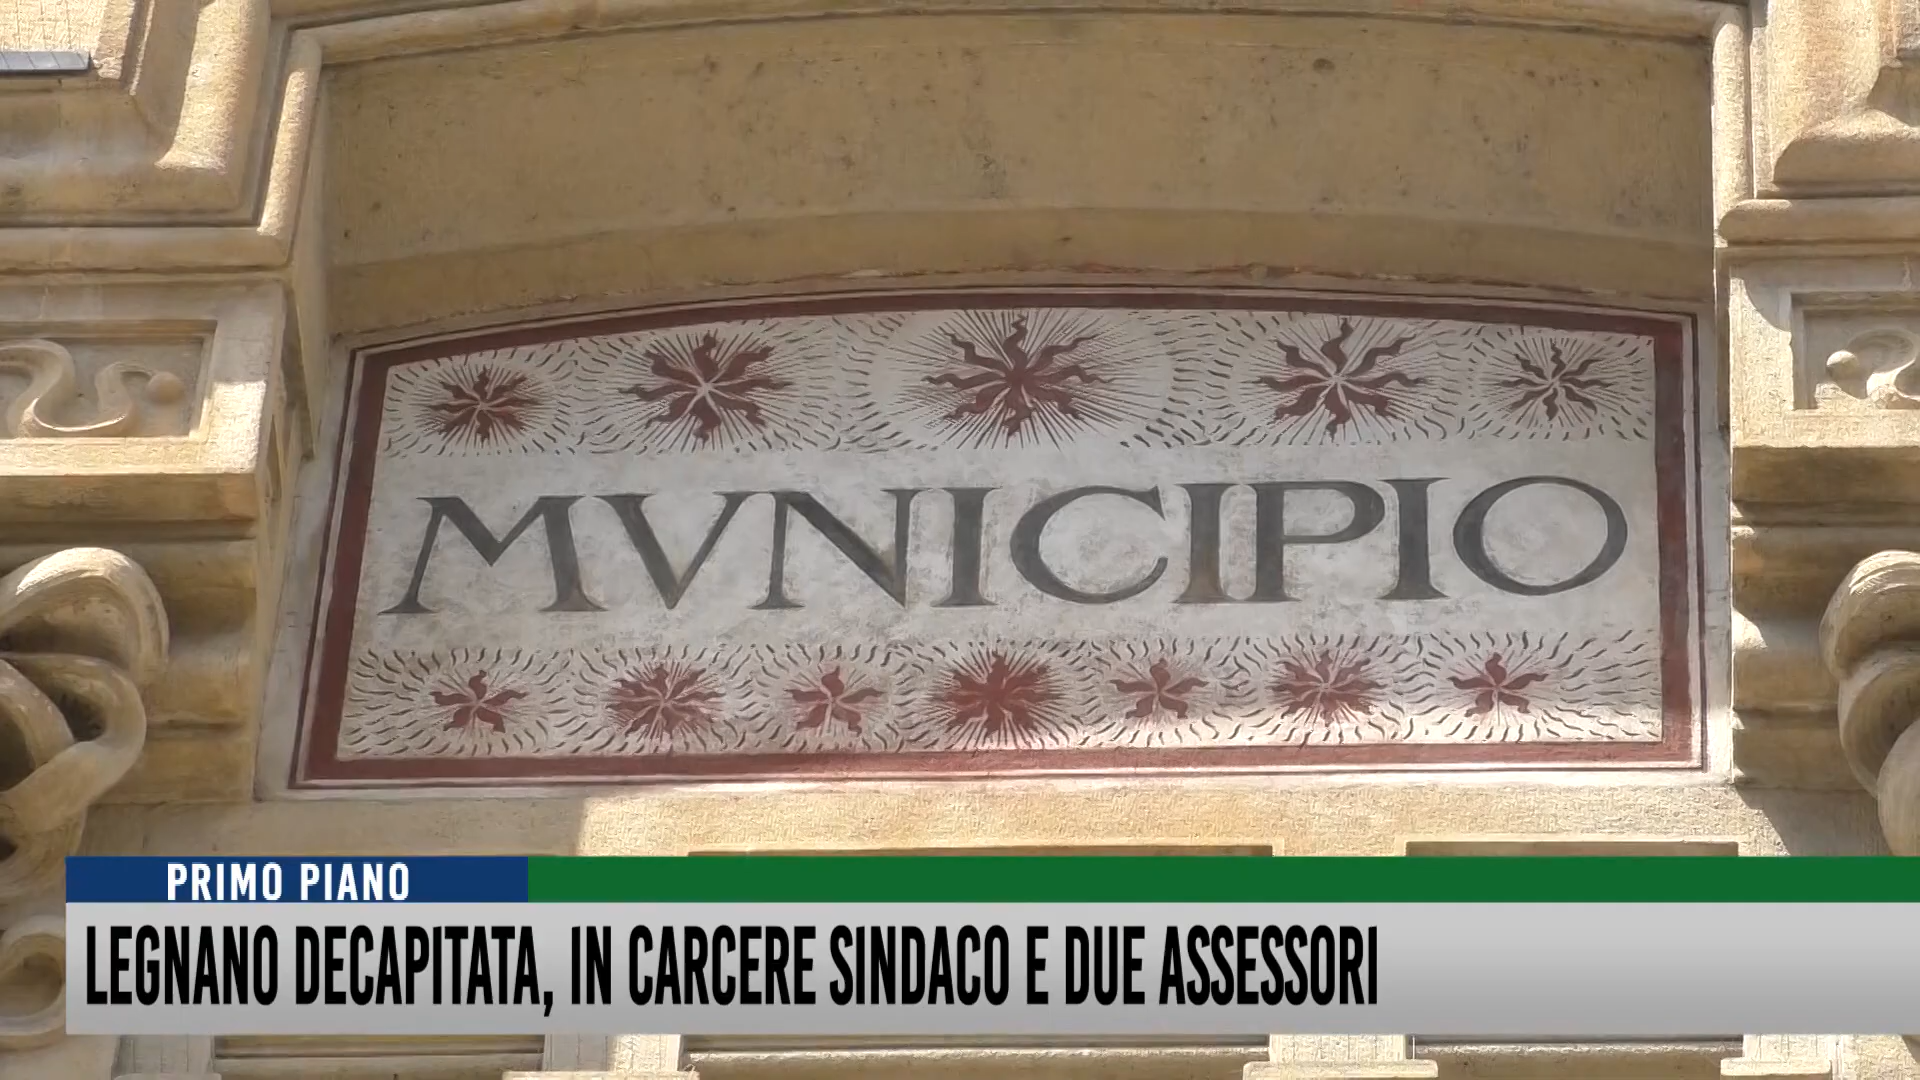 MVNICIPIO
PRIMO PIANO
LEGNANO DECAPITATA, IN CARCERE SINDACO E DUE ASSESSORI